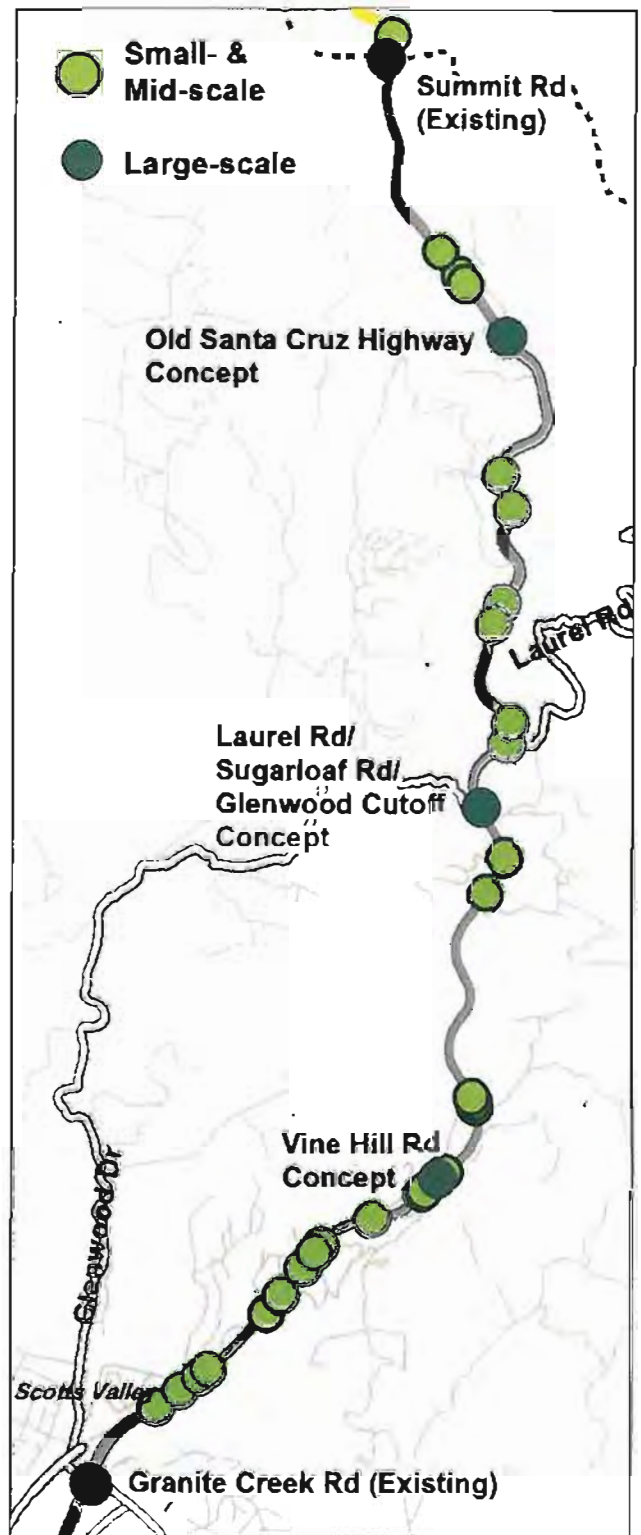 Small- &
Mid-scale
Summit Rd
(Existing)
Large-scale
Old Santa Cruz Highway
Concept
Laurel Rd
Laurel Rd/
Sugarloaf Rd/
Glenwood Cutoff
Concept
Vine Hill Rd
Concept
Glenwood Dr
Scotts Valley
Granite Creek Rd (Existing)